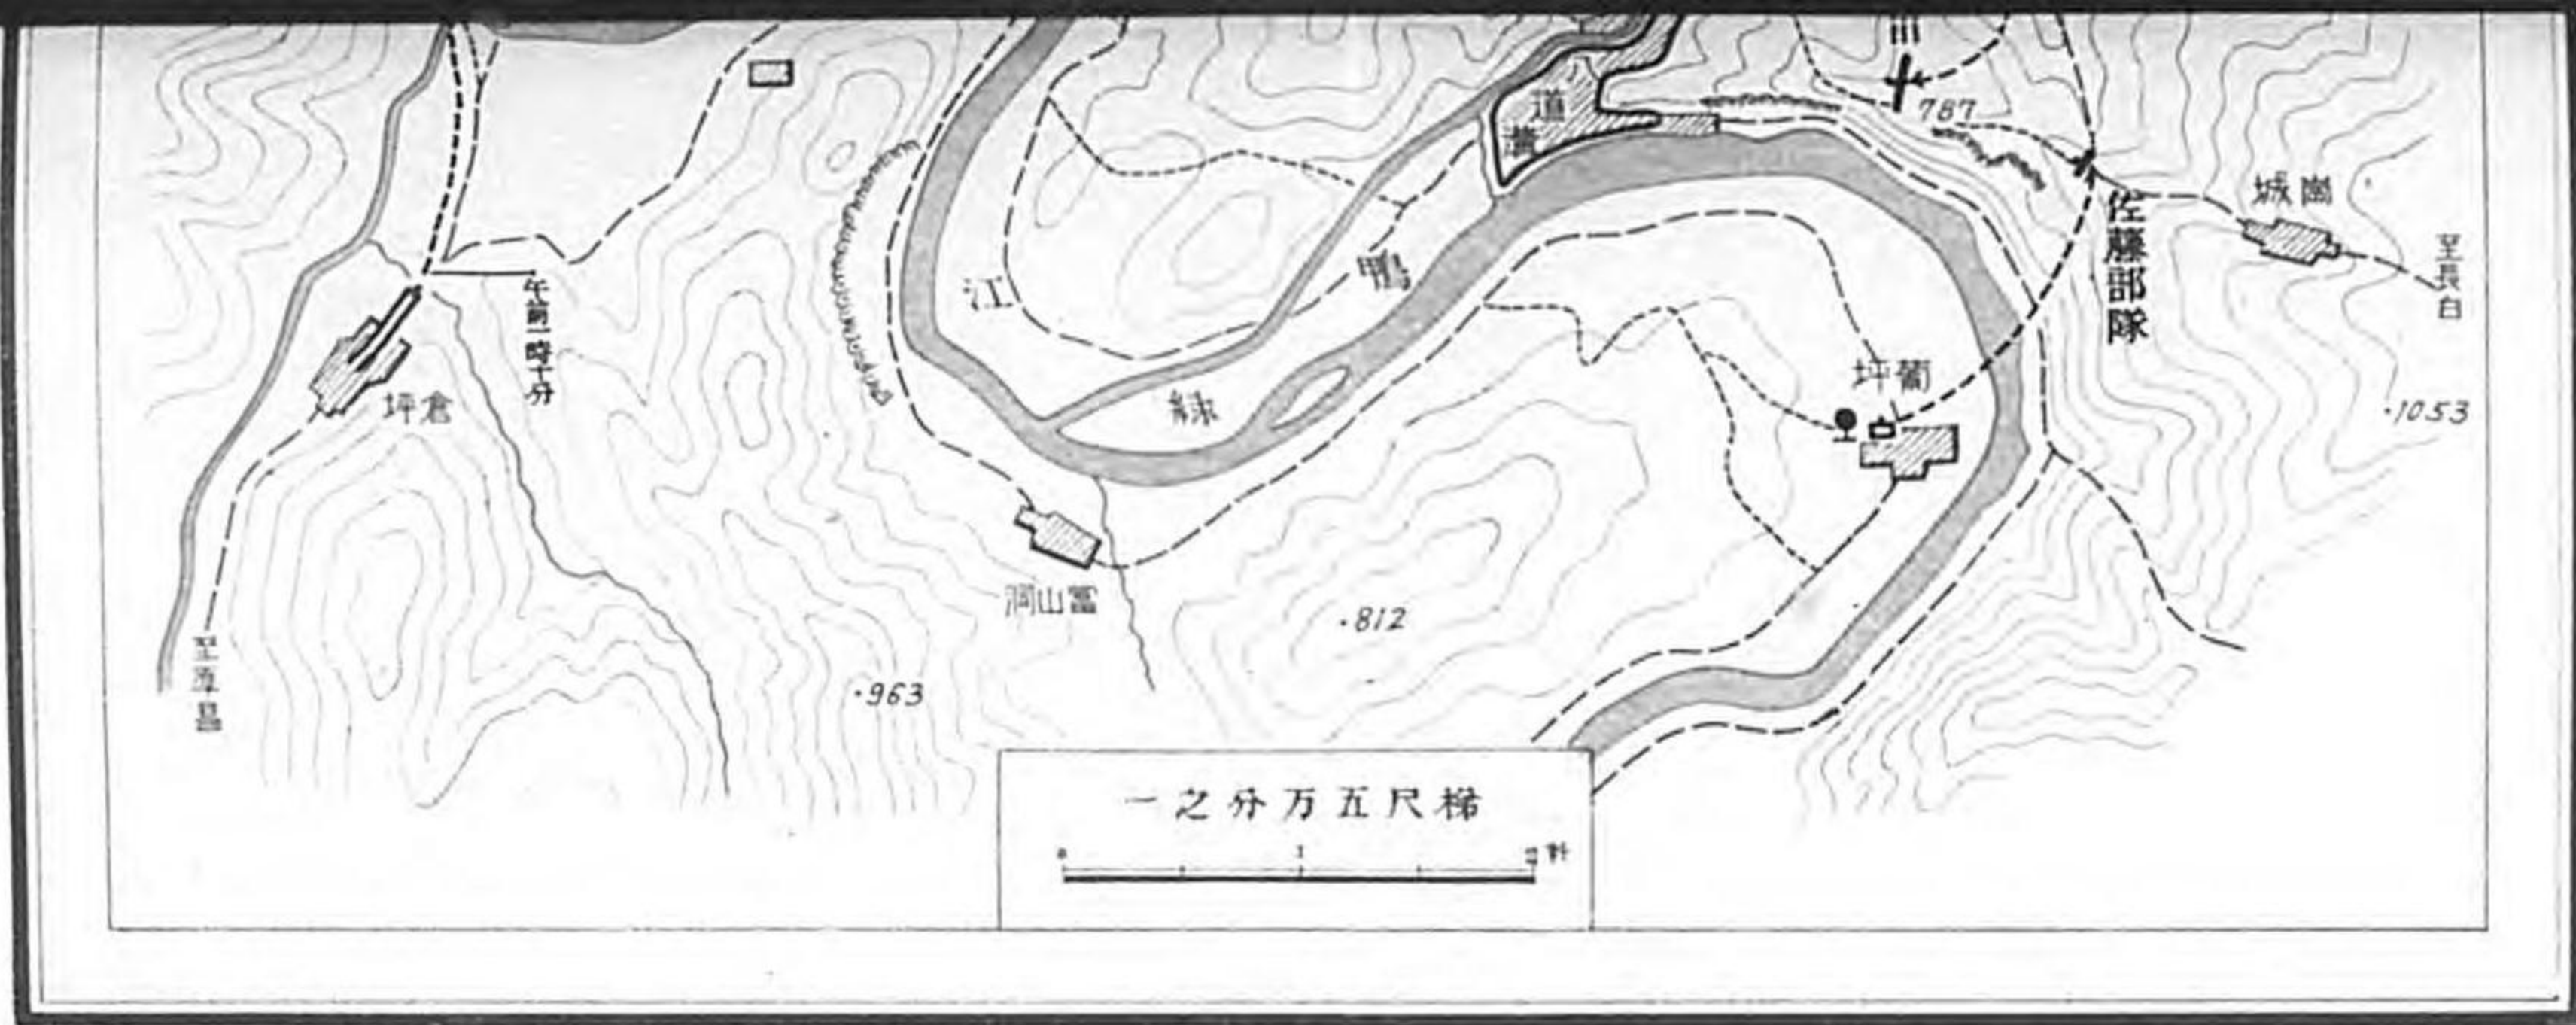 八道溝
787
崗城
至長白
佐藤部隊
鴨緑江
午前一時十分
葡坪
倉坪
1053
富山洞
812
963
至厚昌
梯尺五万分之一
0 1 2粁